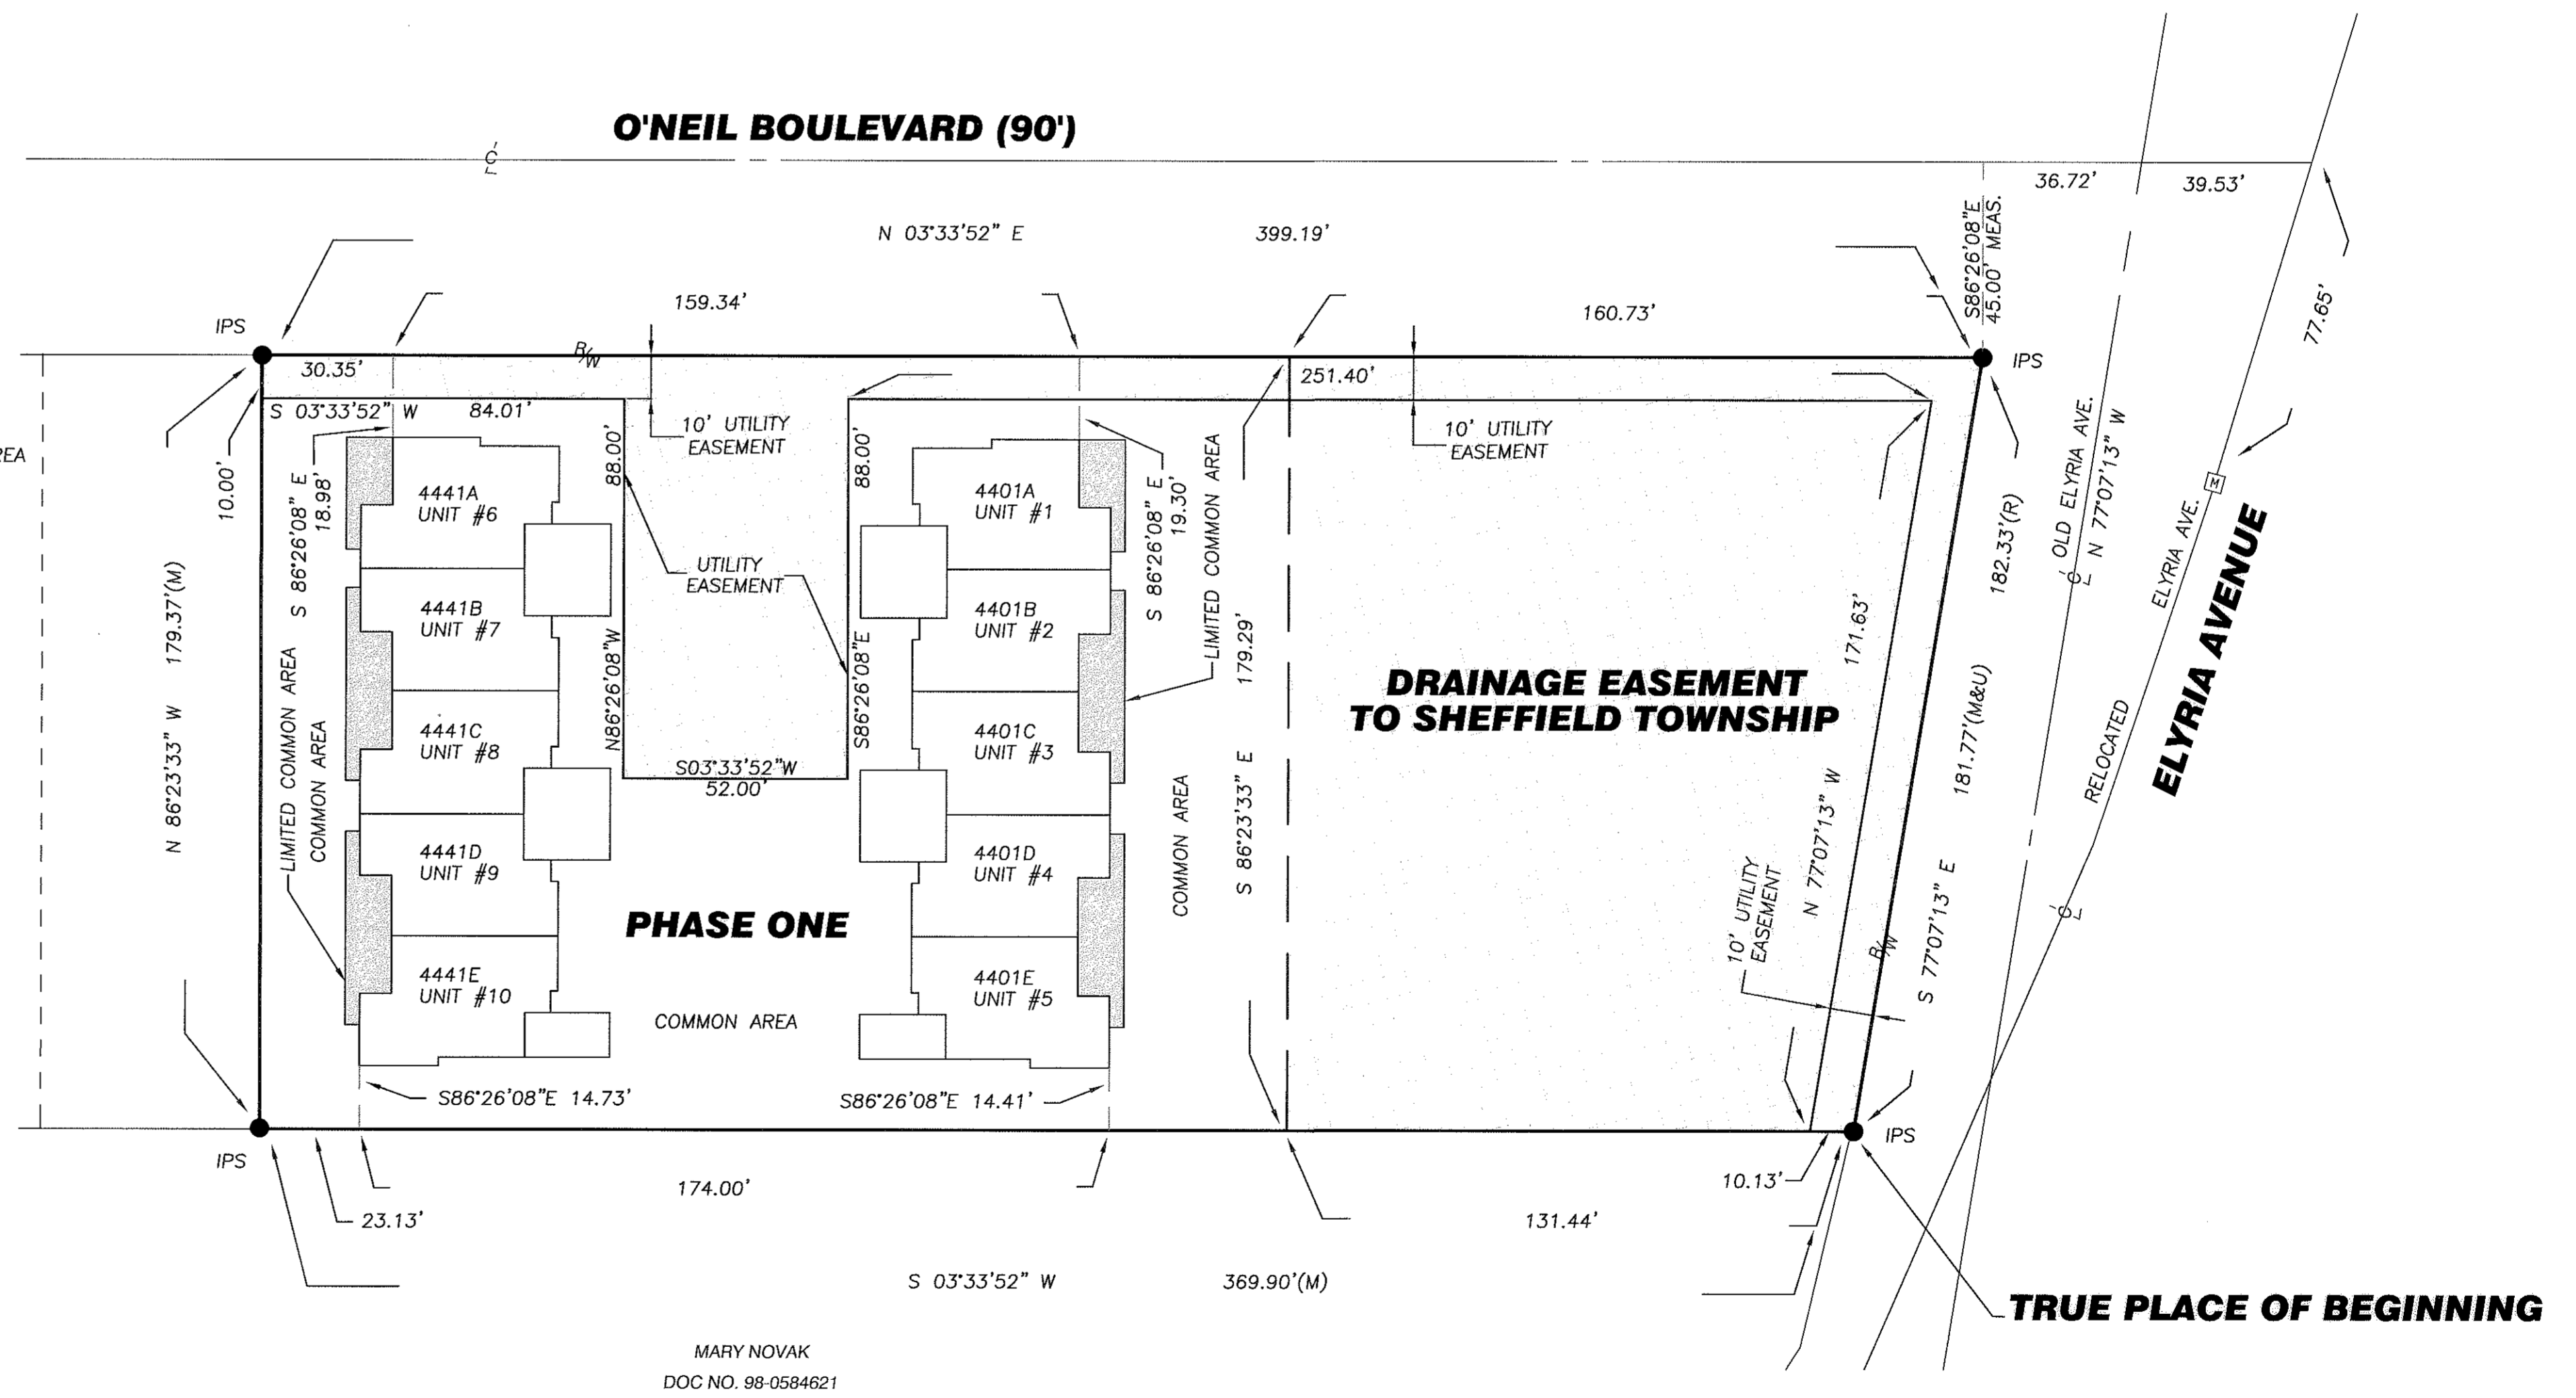 O'NEIL BOULEVARD (90')
C L
36.72'
39.53'
S86°26'08"E
45.00' MEAS.
N 03°33'52" E 399.19'
77.65'
159.34'
160.73'
IPS
R/W
IPS
30.35'
251.40'
S 03°33'52" W 84.01'
10' UTILITY
EASEMENT
10' UTILITY
EASEMENT
REA
10.00'
S 86°26'08" E
18.98'
88.00'
88.00'
S 86°26'08" E
19.30'
LIMITED COMMON AREA
4441A
UNIT #6
4401A
UNIT #1
UTILITY
EASEMENT
N 86°23'33" W 179.37'(M)
4441B
UNIT #7
4401B
UNIT #2
N86°26'08"W
S86°26'08"E
S 86°23'33" E 179.29'
LIMITED COMMON AREA
COMMON AREA
4441C
UNIT #8
4401C
UNIT #3
S03°33'52"W
52.00'
COMMON AREA
DRAINAGE EASEMENT
TO SHEFFIELD TOWNSHIP
171.63'
N 77°07'13" W
182.33'(R)
181.77'(M&U)
S 77°07'13" E
OLD ELYRIA AVE.
N 77°07'13" W
C L
M
RELOCATED ELYRIA AVE.
C L
ELYRIA AVENUE
4441D
UNIT #9
4401D
UNIT #4
PHASE ONE
10' UTILITY
EASEMENT
R/W
4441E
UNIT #10
4401E
UNIT #5
COMMON AREA
S86°26'08"E 14.73'
S86°26'08"E 14.41'
IPS
IPS
174.00'
10.13'
23.13'
131.44'
S 03°33'52" W 369.90'(M)
TRUE PLACE OF BEGINNING
MARY NOVAK
DOC NO. 98-0584621